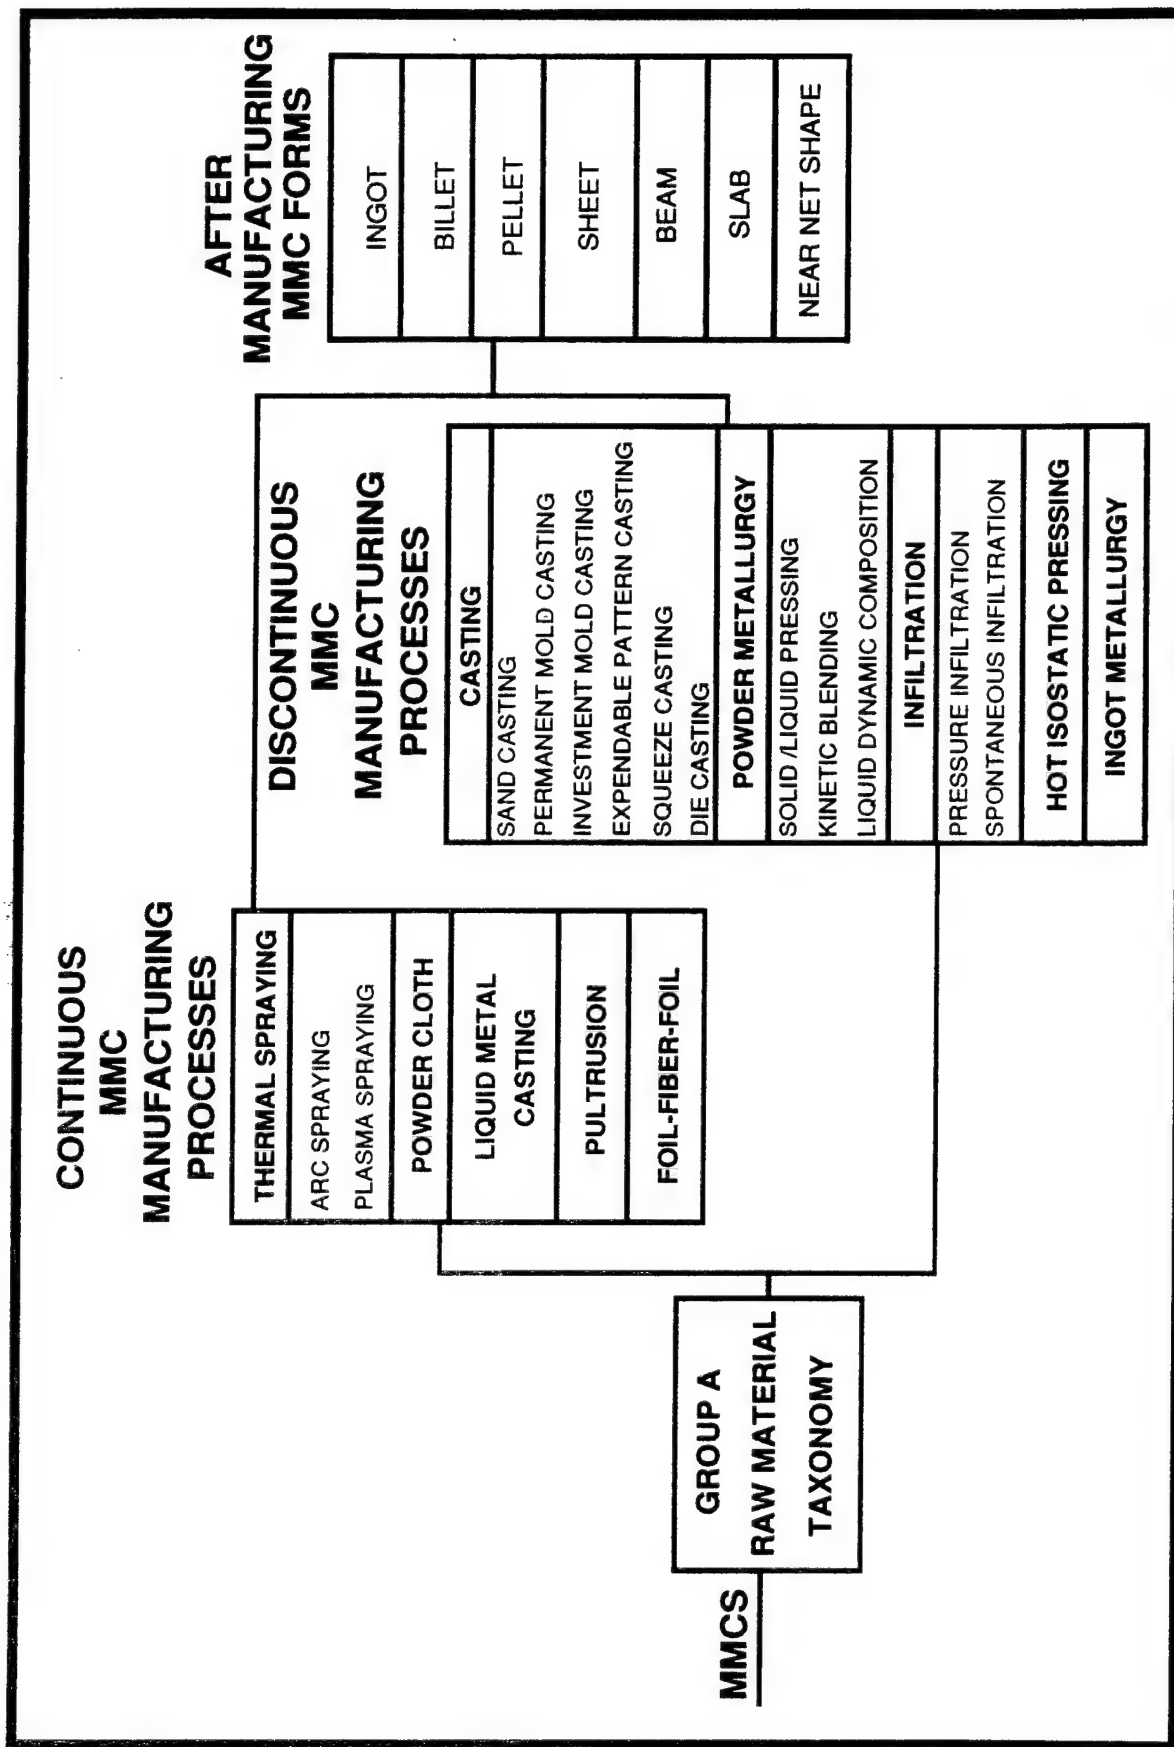 MMCS
GROUP A
RAW MATERIAL
TAXONOMY
CONTINUOUS
MMC
MANUFACTURING
PROCESSES
THERMAL SPRAYING
ARC SPRAYING
PLASMA SPRAYING
POWDER CLOTH
LIQUID METAL
CASTING
PULTRUSION
FOIL-FIBER-FOIL
DISCONTINUOUS
MMC
MANUFACTURING
PROCESSES
CASTING
SAND CASTING
PERMANENT MOLD CASTING
INVESTMENT MOLD CASTING
EXPENDABLE PATTERN CASTING
SQUEEZE CASTING
DIE CASTING
POWDER METALLURGY
SOLID /LIQUID PRESSING
KINETIC BLENDING
LIQUID DYNAMIC COMPOSITION
INFILTRATION
PRESSURE INFILTRATION
SPONTANEOUS INFILTRATION
HOT ISOSTATIC PRESSING
INGOT METALLURGY
AFTER
MANUFACTURING
MMC FORMS
INGOT
BILLET
PELLET
SHEET
BEAM
SLAB
NEAR NET SHAPE